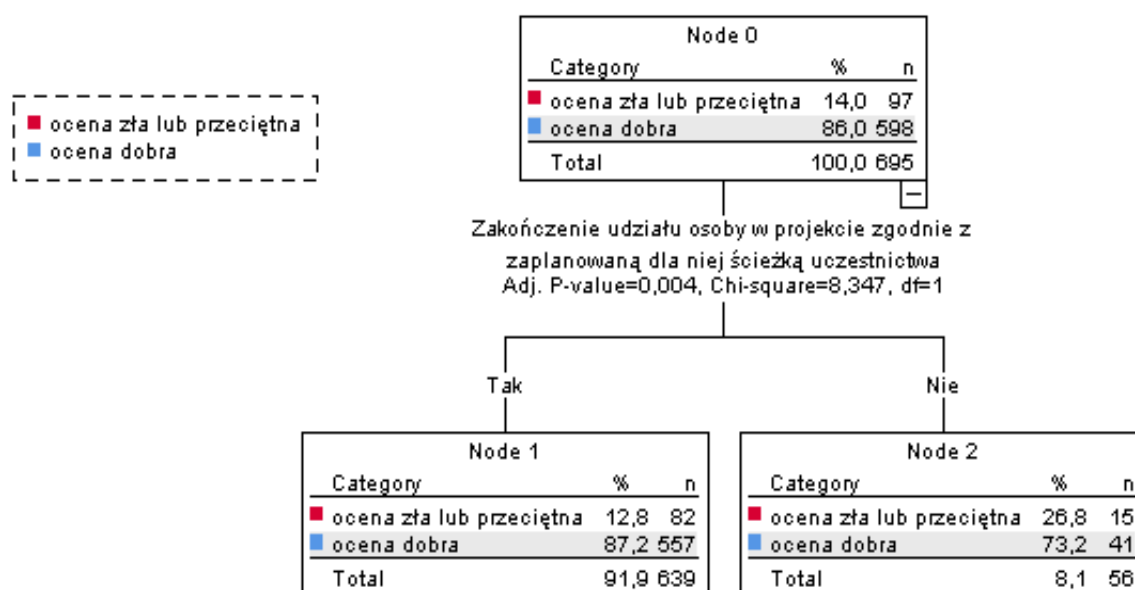 Node 0
Category % n
ocena zła lub przeciętna 14,0 97
ocena dobra 86,0 598
Total 100,0 695
ocena zła lub przeciętna
ocena dobra
Zakończenie udziału osoby w projekcie zgodnie z
zaplanowaną dla niej ścieżką uczestnictwa
Adj. P-value=0,004, Chi-square=8,347, df=1
Tak
Nie
Node 1
Category % n
ocena zła lub przeciętna 12,8 82
ocena dobra 87,2 557
Total 91,9 639
Node 2
Category % n
ocena zła lub przeciętna 26,8 15
ocena dobra 73,2 41
Total 8,1 56